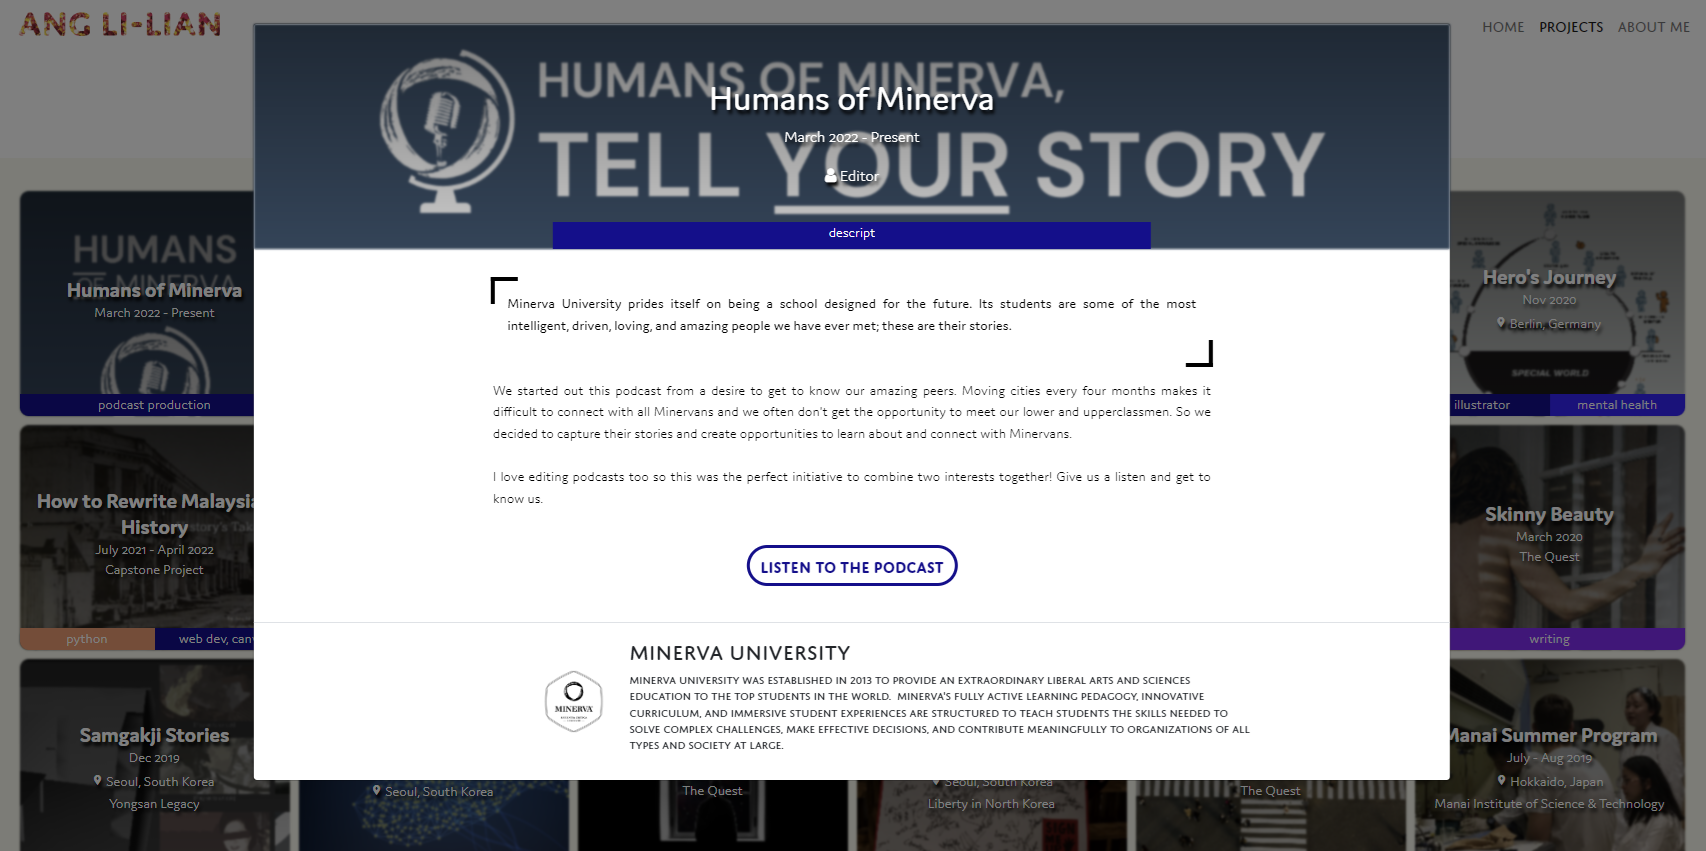 ANG LI-LIAN
HOME PROJECTS ABOUT ME
HUMANS OF MINERVA,
TELL YOUR STORY
Humans of Minerva
March 2022 - Present
Editor
descript
Minerva University prides itself on being a school designed for the future. Its students are some of the most
intelligent, driven, loving, and amazing people we have ever met; these are their stories.
We started out this podcast from a desire to get to know our amazing peers. Moving cities every four months makes it
difficult to connect with all Minervans and we often don't get the opportunity to meet our lower and upperclassmen. So we
decided to capture their stories and create opportunities to learn about and connect with Minervans.
I love editing podcasts too so this was the perfect initiative to combine two interests together! Give us a listen and get to
know us.
LISTEN TO THE PODCAST
MINERVA UNIVERSITY
MINERVA UNIVERSITY WAS ESTABLISHED IN 2013 TO PROVIDE AN EXTRAORDINARY LIBERAL ARTS AND SCIENCES
EDUCATION TO THE TOP STUDENTS IN THE WORLD. MINERVA'S FULLY ACTIVE LEARNING PEDAGOGY, INNOVATIVE
CURRICULUM, AND IMMERSIVE STUDENT EXPERIENCES ARE STRUCTURED TO TEACH STUDENTS THE SKILLS NEEDED TO
SOLVE COMPLEX CHALLENGES, MAKE EFFECTIVE DECISIONS, AND CONTRIBUTE MEANINGFULLY TO ORGANIZATIONS OF ALL
TYPES AND SOCIETY AT LARGE.
MINERVA
HUMANS
OF MINERVA
Humans of Minerva
March 2022 - Present
podcast production
Hero's Journey
Nov 2020
Berlin, Germany
SPECIAL WORLD
illustrator
mental health
How to Rewrite Malaysia
History
July 2021 - April 2022
Capstone Project
python
web dev, can
Skinny Beauty
March 2020
The Quest
writing
Samgakji Stories
Dec 2019
Seoul, South Korea
Yongsan Legacy
Seoul, South Korea
The Quest
Seoul, South Korea
Liberty in North Korea
The Quest
Manai Summer Program
July - Aug 2019
Hokkaido, Japan
Manai Institute of Science & Technology